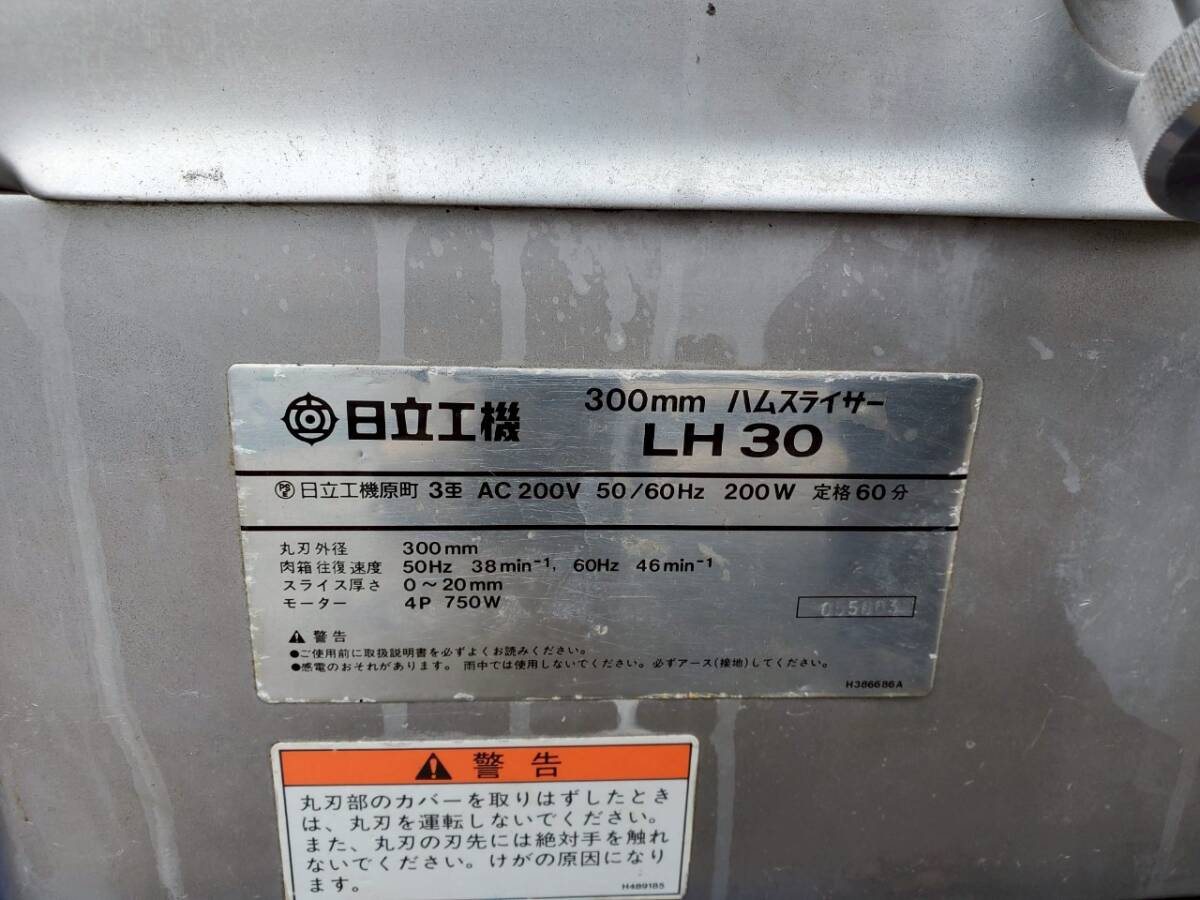 日立工機 300mm ハムスライサー
LH 30
PSE 日立工機原町 3相 AC 200V 50/60Hz 200W 定格 60分
丸刃外径 300mm
肉箱往復速度 50Hz 38min⁻¹, 60Hz 46min⁻¹
スライス厚さ 0～20mm
モーター 4P 750W
警告
●ご使用前に取扱説明書を必ずよくお読みください。
●感電のおそれがあります。雨中では使用しないでください。必ずアース(接地)してください。
H386686A
警告
丸刃部のカバーを取りはずしたとき
は、丸刃を運転しないでください。
また、丸刃の刃先には絶対手を触れ
ないでください。けがの原因になり
ます。
H489185